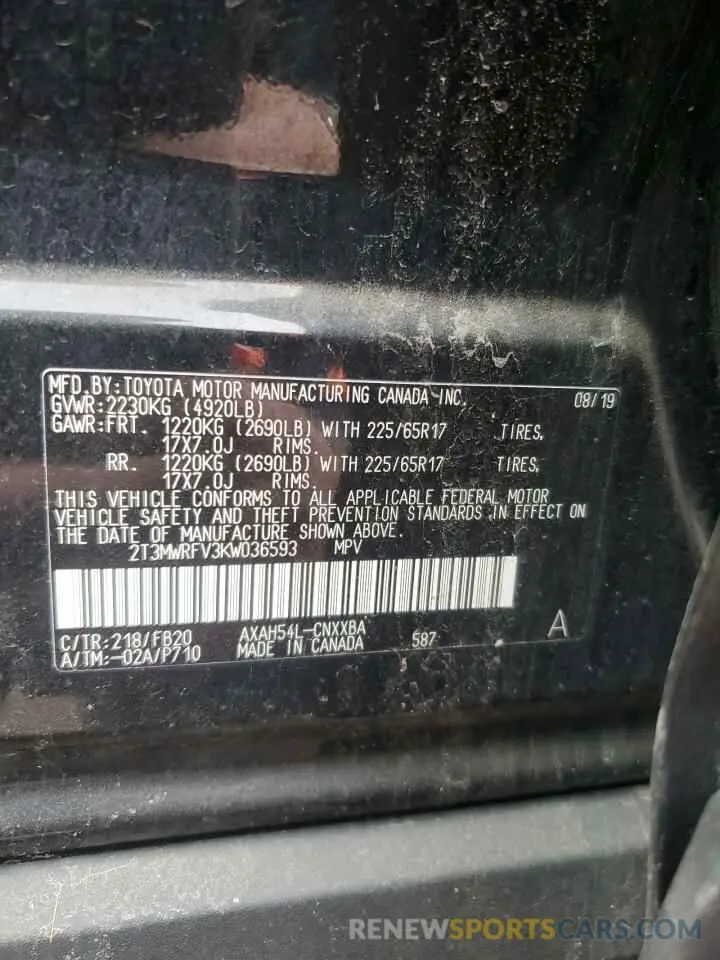 MFD.BY:TOYOTA MOTOR MANUFACTURING CANADA INC. 08/19
GVWR:2230KG (4920LB)
GAWR:FRT. 1220KG (2690LB) WITH 225/65R17 TIRES,
17X7.0J RIMS.
RR. 1220KG (2690LB) WITH 225/65R17 TIRES,
17X7.0J RIMS.
THIS VEHICLE CONFORMS TO ALL APPLICABLE FEDERAL MOTOR
VEHICLE SAFETY AND THEFT PREVENTION STANDARDS IN EFFECT ON
THE DATE OF MANUFACTURE SHOWN ABOVE.
2T3MWRFV3KW036593 MPV
C/TR:218/FB20 AXAH54L-CNXXBA 587 A
A/TM:-02A/P710 MADE IN CANADA
RENEWSPORTSCARS.COM